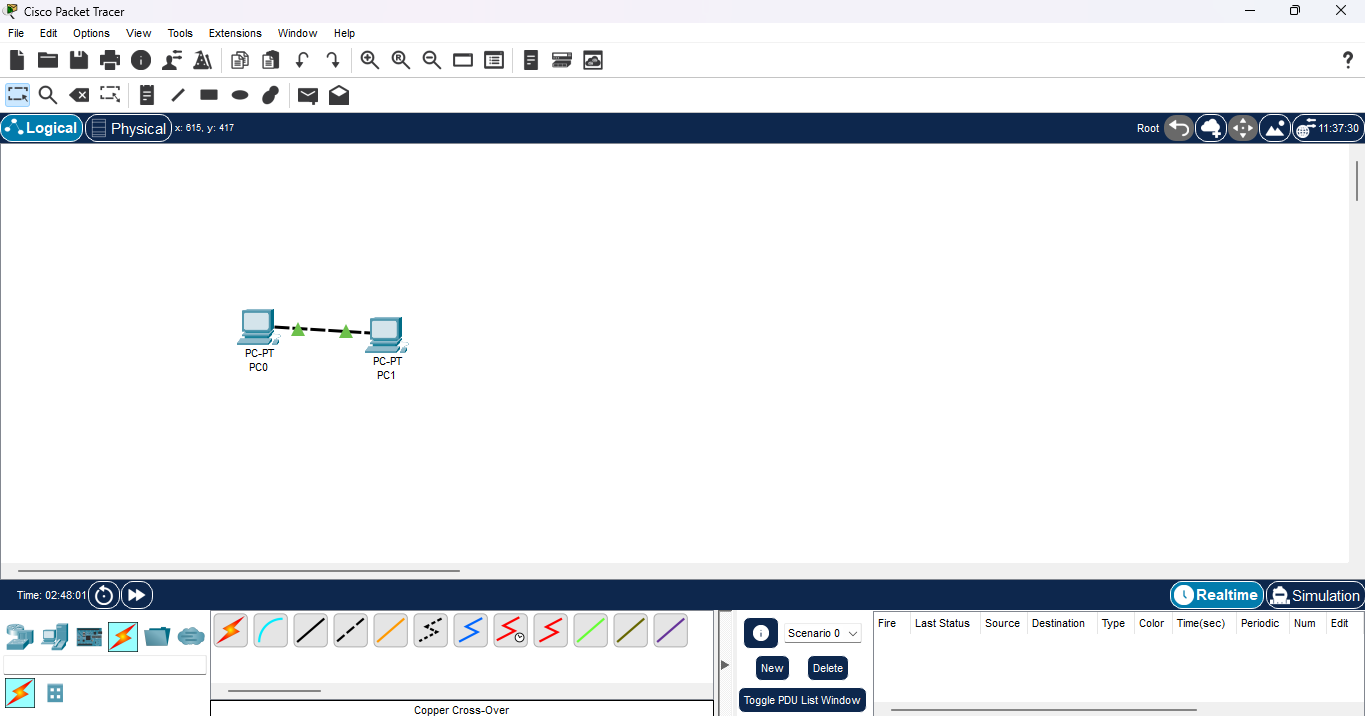 Cisco Packet Tracer
File Edit Options View Tools Extensions Window Help
Logical Physical x: 615, y: 417 Root 11:37:30
PC-PT
PC0
PC-PT
PC1
Time: 02:48:01 Realtime Simulation
Scenario 0
New Delete
Toggle PDU List Window
Fire Last Status Source Destination Type Color Time(sec) Periodic Num Edit
Copper Cross-Over